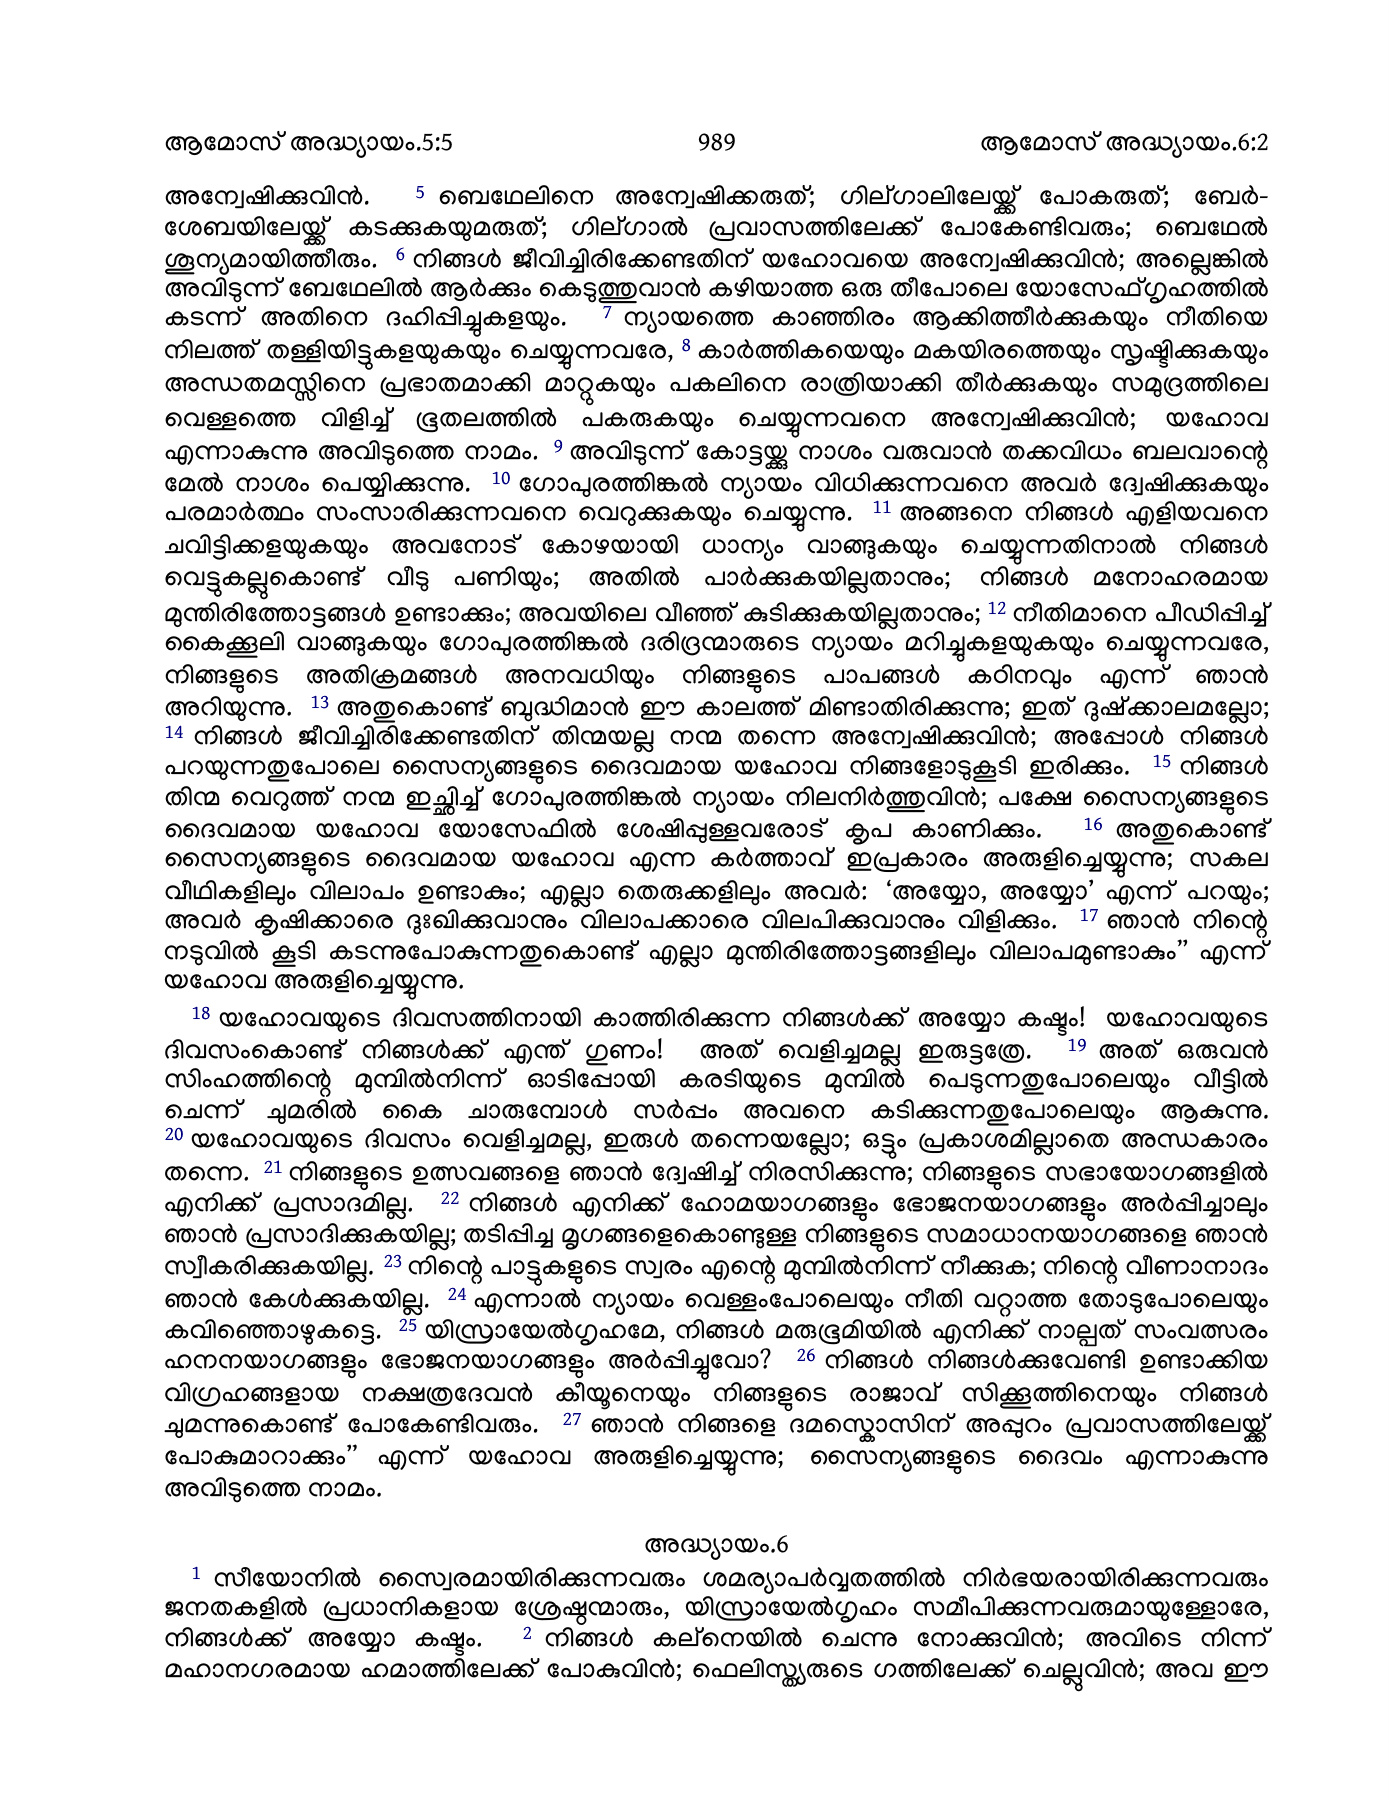 ആമോസ് അദ്ധ്യായം.5:5 989 ആമോസ് അദ്ധ്യായം.6:2
അന്വേഷിക്കുവിൻ. 5 ബെഥേലിനെ അന്വേഷിക്കരുത്; ഗില്ഗാലിലേയ്ക്ക് പോകരുത്; ബേർ-
ശേബയിലേയ്ക്ക് കടക്കുകയുമരുത്; ഗില്ഗാൽ പ്രവാസത്തിലേക്ക് പോകേണ്ടിവരും; ബെഥേൽ
ശൂന്യമായിത്തീരും. 6 നിങ്ങൾ ജീവിച്ചിരിക്കേണ്ടതിന് യഹോവയെ അന്വേഷിക്കുവിൻ; അല്ലെങ്കിൽ
അവിടുന്ന് ബേഥേലിൽ ആർക്കും കെടുത്തുവാൻ കഴിയാത്ത ഒരു തീപോലെ യോസേഫ്ഗൃഹത്തിൽ
കടന്ന് അതിനെ ദഹിപ്പിച്ചുകളയും. 7 ന്യായത്തെ കാഞ്ഞിരം ആക്കിത്തീർക്കുകയും നീതിയെ
നിലത്ത് തള്ളിയിട്ടുകളയുകയും ചെയ്യുന്നവരേ, 8 കാർത്തികയെയും മകയിരത്തെയും സൃഷ്ടിക്കുകയും
അന്ധതമസ്സിനെ പ്രഭാതമാക്കി മാറ്റുകയും പകലിനെ രാത്രിയാക്കി തീർക്കുകയും സമുദ്രത്തിലെ
വെള്ളത്തെ വിളിച്ച് ഭൂതലത്തിൽ പകരുകയും ചെയ്യുന്നവനെ അന്വേഷിക്കുവിൻ; യഹോവ
എന്നാകുന്നു അവിടുത്തെ നാമം. 9 അവിടുന്ന് കോട്ടയ്ക്കു നാശം വരുവാൻ തക്കവിധം ബലവാന്റെ
മേൽ നാശം പെയ്യിക്കുന്നു. 10 ഗോപുരത്തിങ്കൽ ന്യായം വിധിക്കുന്നവനെ അവർ ദ്വേഷിക്കുകയും
പരമാർത്ഥം സംസാരിക്കുന്നവനെ വെറുക്കുകയും ചെയ്യുന്നു. 11 അങ്ങനെ നിങ്ങൾ എളിയവനെ
ചവിട്ടിക്കളയുകയും അവനോട് കോഴയായി ധാന്യം വാങ്ങുകയും ചെയ്യുന്നതിനാൽ നിങ്ങൾ
വെട്ടുകല്ലുകൊണ്ട് വീടു പണിയും; അതിൽ പാർക്കുകയില്ലതാനും; നിങ്ങൾ മനോഹരമായ
മുന്തിരിത്തോട്ടങ്ങൾ ഉണ്ടാക്കും; അവയിലെ വീഞ്ഞ് കുടിക്കുകയില്ലതാനും; 12 നീതിമാനെ പീഡിപ്പിച്ച്
കൈക്കൂലി വാങ്ങുകയും ഗോപുരത്തിങ്കൽ ദരിദ്രന്മാരുടെ ന്യായം മറിച്ചുകളയുകയും ചെയ്യുന്നവരേ,
നിങ്ങളുടെ അതിക്രമങ്ങൾ അനവധിയും നിങ്ങളുടെ പാപങ്ങൾ കഠിനവും എന്ന് ഞാൻ
അറിയുന്നു. 13 അതുകൊണ്ട് ബുദ്ധിമാൻ ഈ കാലത്ത് മിണ്ടാതിരിക്കുന്നു; ഇത് ദുഷ്ക്കാലമല്ലോ;
14 നിങ്ങൾ ജീവിച്ചിരിക്കേണ്ടതിന് തിന്മയല്ല നന്മ തന്നെ അന്വേഷിക്കുവിൻ; അപ്പോൾ നിങ്ങൾ
പറയുന്നതുപോലെ സൈന്യങ്ങളുടെ ദൈവമായ യഹോവ നിങ്ങളോടുകൂടി ഇരിക്കും. 15 നിങ്ങൾ
തിന്മ വെറുത്ത് നന്മ ഇച്ഛിച്ച് ഗോപുരത്തിങ്കൽ ന്യായം നിലനിർത്തുവിൻ; പക്ഷേ സൈന്യങ്ങളുടെ
ദൈവമായ യഹോവ യോസേഫിൽ ശേഷിപ്പുള്ളവരോട് കൃപ കാണിക്കും. 16 അതുകൊണ്ട്
സൈന്യങ്ങളുടെ ദൈവമായ യഹോവ എന്ന കർത്താവ് ഇപ്രകാരം അരുളിച്ചെയ്യുന്നു; സകല
വീഥികളിലും വിലാപം ഉണ്ടാകും; എല്ലാ തെരുക്കളിലും അവർ: ‘അയ്യോ, അയ്യോ’ എന്ന് പറയും;
അവർ കൃഷിക്കാരെ ദുഃഖിക്കുവാനും വിലാപക്കാരെ വിലപിക്കുവാനും വിളിക്കും. 17 ഞാൻ നിന്റെ
നടുവിൽ കൂടി കടന്നുപോകുന്നതുകൊണ്ട് എല്ലാ മുന്തിരിത്തോട്ടങ്ങളിലും വിലാപമുണ്ടാകും” എന്ന്
യഹോവ അരുളിച്ചെയ്യുന്നു.
18 യഹോവയുടെ ദിവസത്തിനായി കാത്തിരിക്കുന്ന നിങ്ങൾക്ക് അയ്യോ കഷ്ടം! യഹോവയുടെ
ദിവസംകൊണ്ട് നിങ്ങൾക്ക് എന്ത് ഗുണം! അത് വെളിച്ചമല്ല ഇരുട്ടത്രേ. 19 അത് ഒരുവൻ
സിംഹത്തിന്റെ മുമ്പിൽനിന്ന് ഓടിപ്പോയി കരടിയുടെ മുമ്പിൽ പെടുന്നതുപോലെയും വീട്ടിൽ
ചെന്ന് ചുമരിൽ കൈ ചാരുമ്പോൾ സർപ്പം അവനെ കടിക്കുന്നതുപോലെയും ആകുന്നു.
20 യഹോവയുടെ ദിവസം വെളിച്ചമല്ല, ഇരുൾ തന്നെയല്ലോ; ഒട്ടും പ്രകാശമില്ലാതെ അന്ധകാരം
തന്നെ. 21 നിങ്ങളുടെ ഉത്സവങ്ങളെ ഞാൻ ദ്വേഷിച്ച് നിരസിക്കുന്നു; നിങ്ങളുടെ സഭായോഗങ്ങളിൽ
എനിക്ക് പ്രസാദമില്ല. 22 നിങ്ങൾ എനിക്ക് ഹോമയാഗങ്ങളും ഭോജനയാഗങ്ങളും അർപ്പിച്ചാലും
ഞാൻ പ്രസാദിക്കുകയില്ല; തടിപ്പിച്ച മൃഗങ്ങളെകൊണ്ടുള്ള നിങ്ങളുടെ സമാധാനയാഗങ്ങളെ ഞാൻ
സ്വീകരിക്കുകയില്ല. 23 നിന്റെ പാട്ടുകളുടെ സ്വരം എന്റെ മുമ്പിൽനിന്ന് നീക്കുക; നിന്റെ വീണാനാദം
ഞാൻ കേൾക്കുകയില്ല. 24 എന്നാൽ ന്യായം വെള്ളംപോലെയും നീതി വറ്റാത്ത തോടുപോലെയും
കവിഞ്ഞൊഴുകട്ടെ. 25 യിസ്രായേൽഗൃഹമേ, നിങ്ങൾ മരുഭൂമിയിൽ എനിക്ക് നാല്പത് സംവത്സരം
ഹനനയാഗങ്ങളും ഭോജനയാഗങ്ങളും അർപ്പിച്ചുവോ? 26 നിങ്ങൾ നിങ്ങൾക്കുവേണ്ടി ഉണ്ടാക്കിയ
വിഗ്രഹങ്ങളായ നക്ഷത്രദേവൻ കീയൂനെയും നിങ്ങളുടെ രാജാവ് സിക്കൂത്തിനെയും നിങ്ങൾ
ചുമന്നുകൊണ്ട് പോകേണ്ടിവരും. 27 ഞാൻ നിങ്ങളെ ദമസ്ക്കൊസിന് അപ്പുറം പ്രവാസത്തിലേയ്ക്ക്
പോകുമാറാക്കും” എന്ന് യഹോവ അരുളിച്ചെയ്യുന്നു; സൈന്യങ്ങളുടെ ദൈവം എന്നാകുന്നു
അവിടുത്തെ നാമം.
അദ്ധ്യായം.6
1 സീയോനിൽ സ്വൈരമായിരിക്കുന്നവരും ശമര്യാപർവ്വതത്തിൽ നിർഭയരായിരിക്കുന്നവരും
ജനതകളിൽ പ്രധാനികളായ ശ്രേഷ്ഠന്മാരും, യിസ്രായേൽഗൃഹം സമീപിക്കുന്നവരുമായുള്ളോരേ,
നിങ്ങൾക്ക് അയ്യോ കഷ്ടം. 2 നിങ്ങൾ കല്നെയിൽ ചെന്നു നോക്കുവിൻ; അവിടെ നിന്ന്
മഹാനഗരമായ ഹമാത്തിലേക്ക് പോകുവിൻ; ഫെലിസ്ത്യരുടെ ഗത്തിലേക്ക് ചെല്ലുവിൻ; അവ ഈ